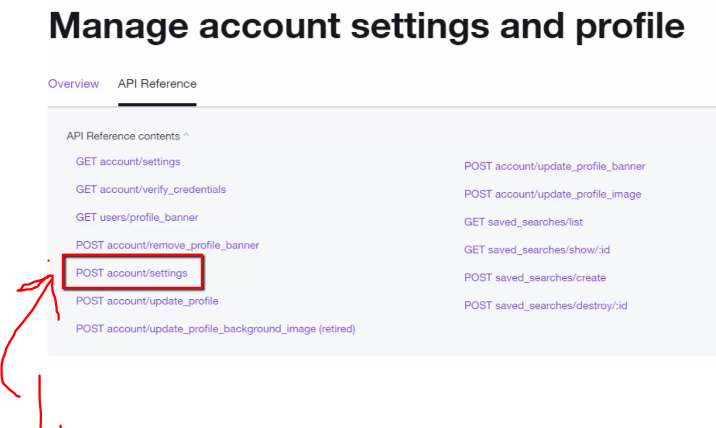 Manage account settings and profile
Overview API Reference
API Reference contents ^
GET account/settings
GET account/verify_credentials
GET users/profile_banner
POST account/remove_profile_banner
POST account/settings
POST account/update_profile
POST account/update_profile_background_image (retired)
POST account/update_profile_banner
POST account/update_profile_image
GET saved_searches/list
GET saved_searches/show/:id
POST saved_searches/create
POST saved_searches/destroy/:id